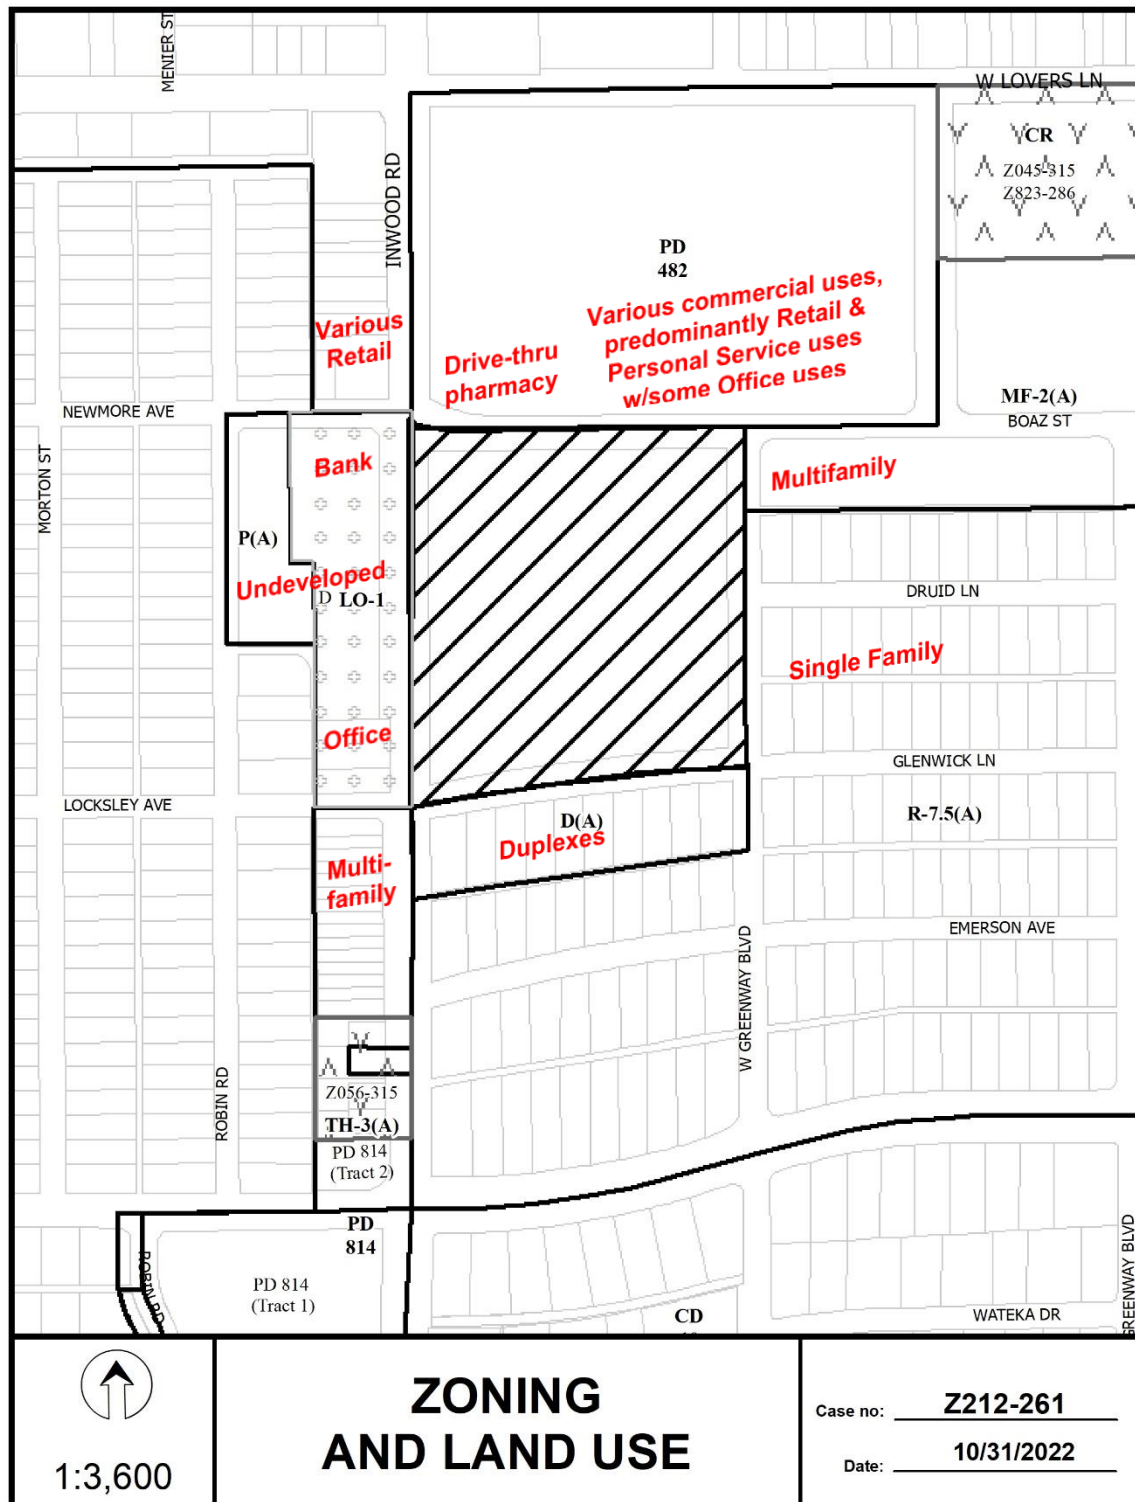 MENIER ST
W LOVERS LN
CR
Z045-315
Z823-286
INWOOD RD
PD
482
Various commercial uses,
predominantly Retail &
Personal Service uses
w/some Office uses
Various
Retail
Drive-thru
pharmacy
MF-2(A)
NEWMORE AVE
BOAZ ST
MORTON ST
Bank
Multifamily
P(A)
Undeveloped
D LO-1
DRUID LN
Single Family
Office
GLENWICK LN
LOCKSLEY AVE
D(A)
Duplexes
R-7.5(A)
Multi-
family
EMERSON AVE
W GREENWAY BLVD
ROBIN RD
Z056-315
TH-3(A)
PD 814
(Tract 2)
PD
814
ROBIN RD
PD 814
(Tract 1)
CD
WATEKA DR
GREENWAY BLVD
1:3,600
ZONING
AND LAND USE
Case no: Z212-261
Date: 10/31/2022